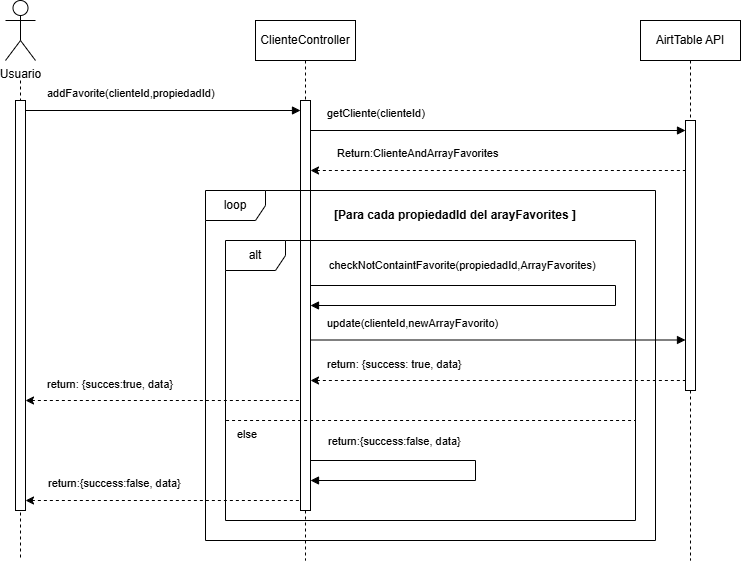 Usuario
ClienteController
AirtTable API
addFavorite(clienteId,propiedadId)
getCliente(clienteId)
Return:ClienteAndArrayFavorites
loop
[Para cada propiedadId del arayFavorites ]
alt
checkNotContaintFavorite(propiedadId,ArrayFavorites)
update(clienteId,newArrayFavorito)
return: {success: true, data}
return: {succes:true, data}
else
return:{success:false, data}
return:{success:false, data}